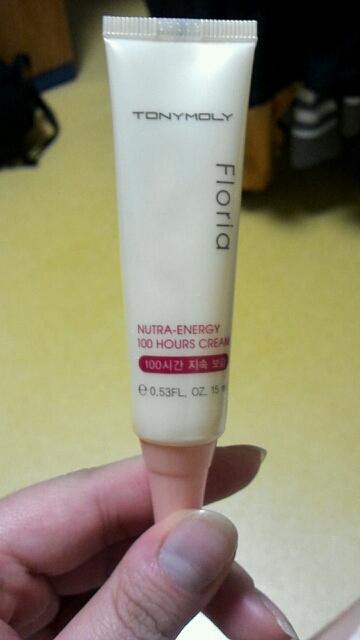 TONYMOLY
Floria
NUTRA-ENERGY
100 HOURS CREAM
100시간 지속 보습
℮ 0.53FL. OZ. 15